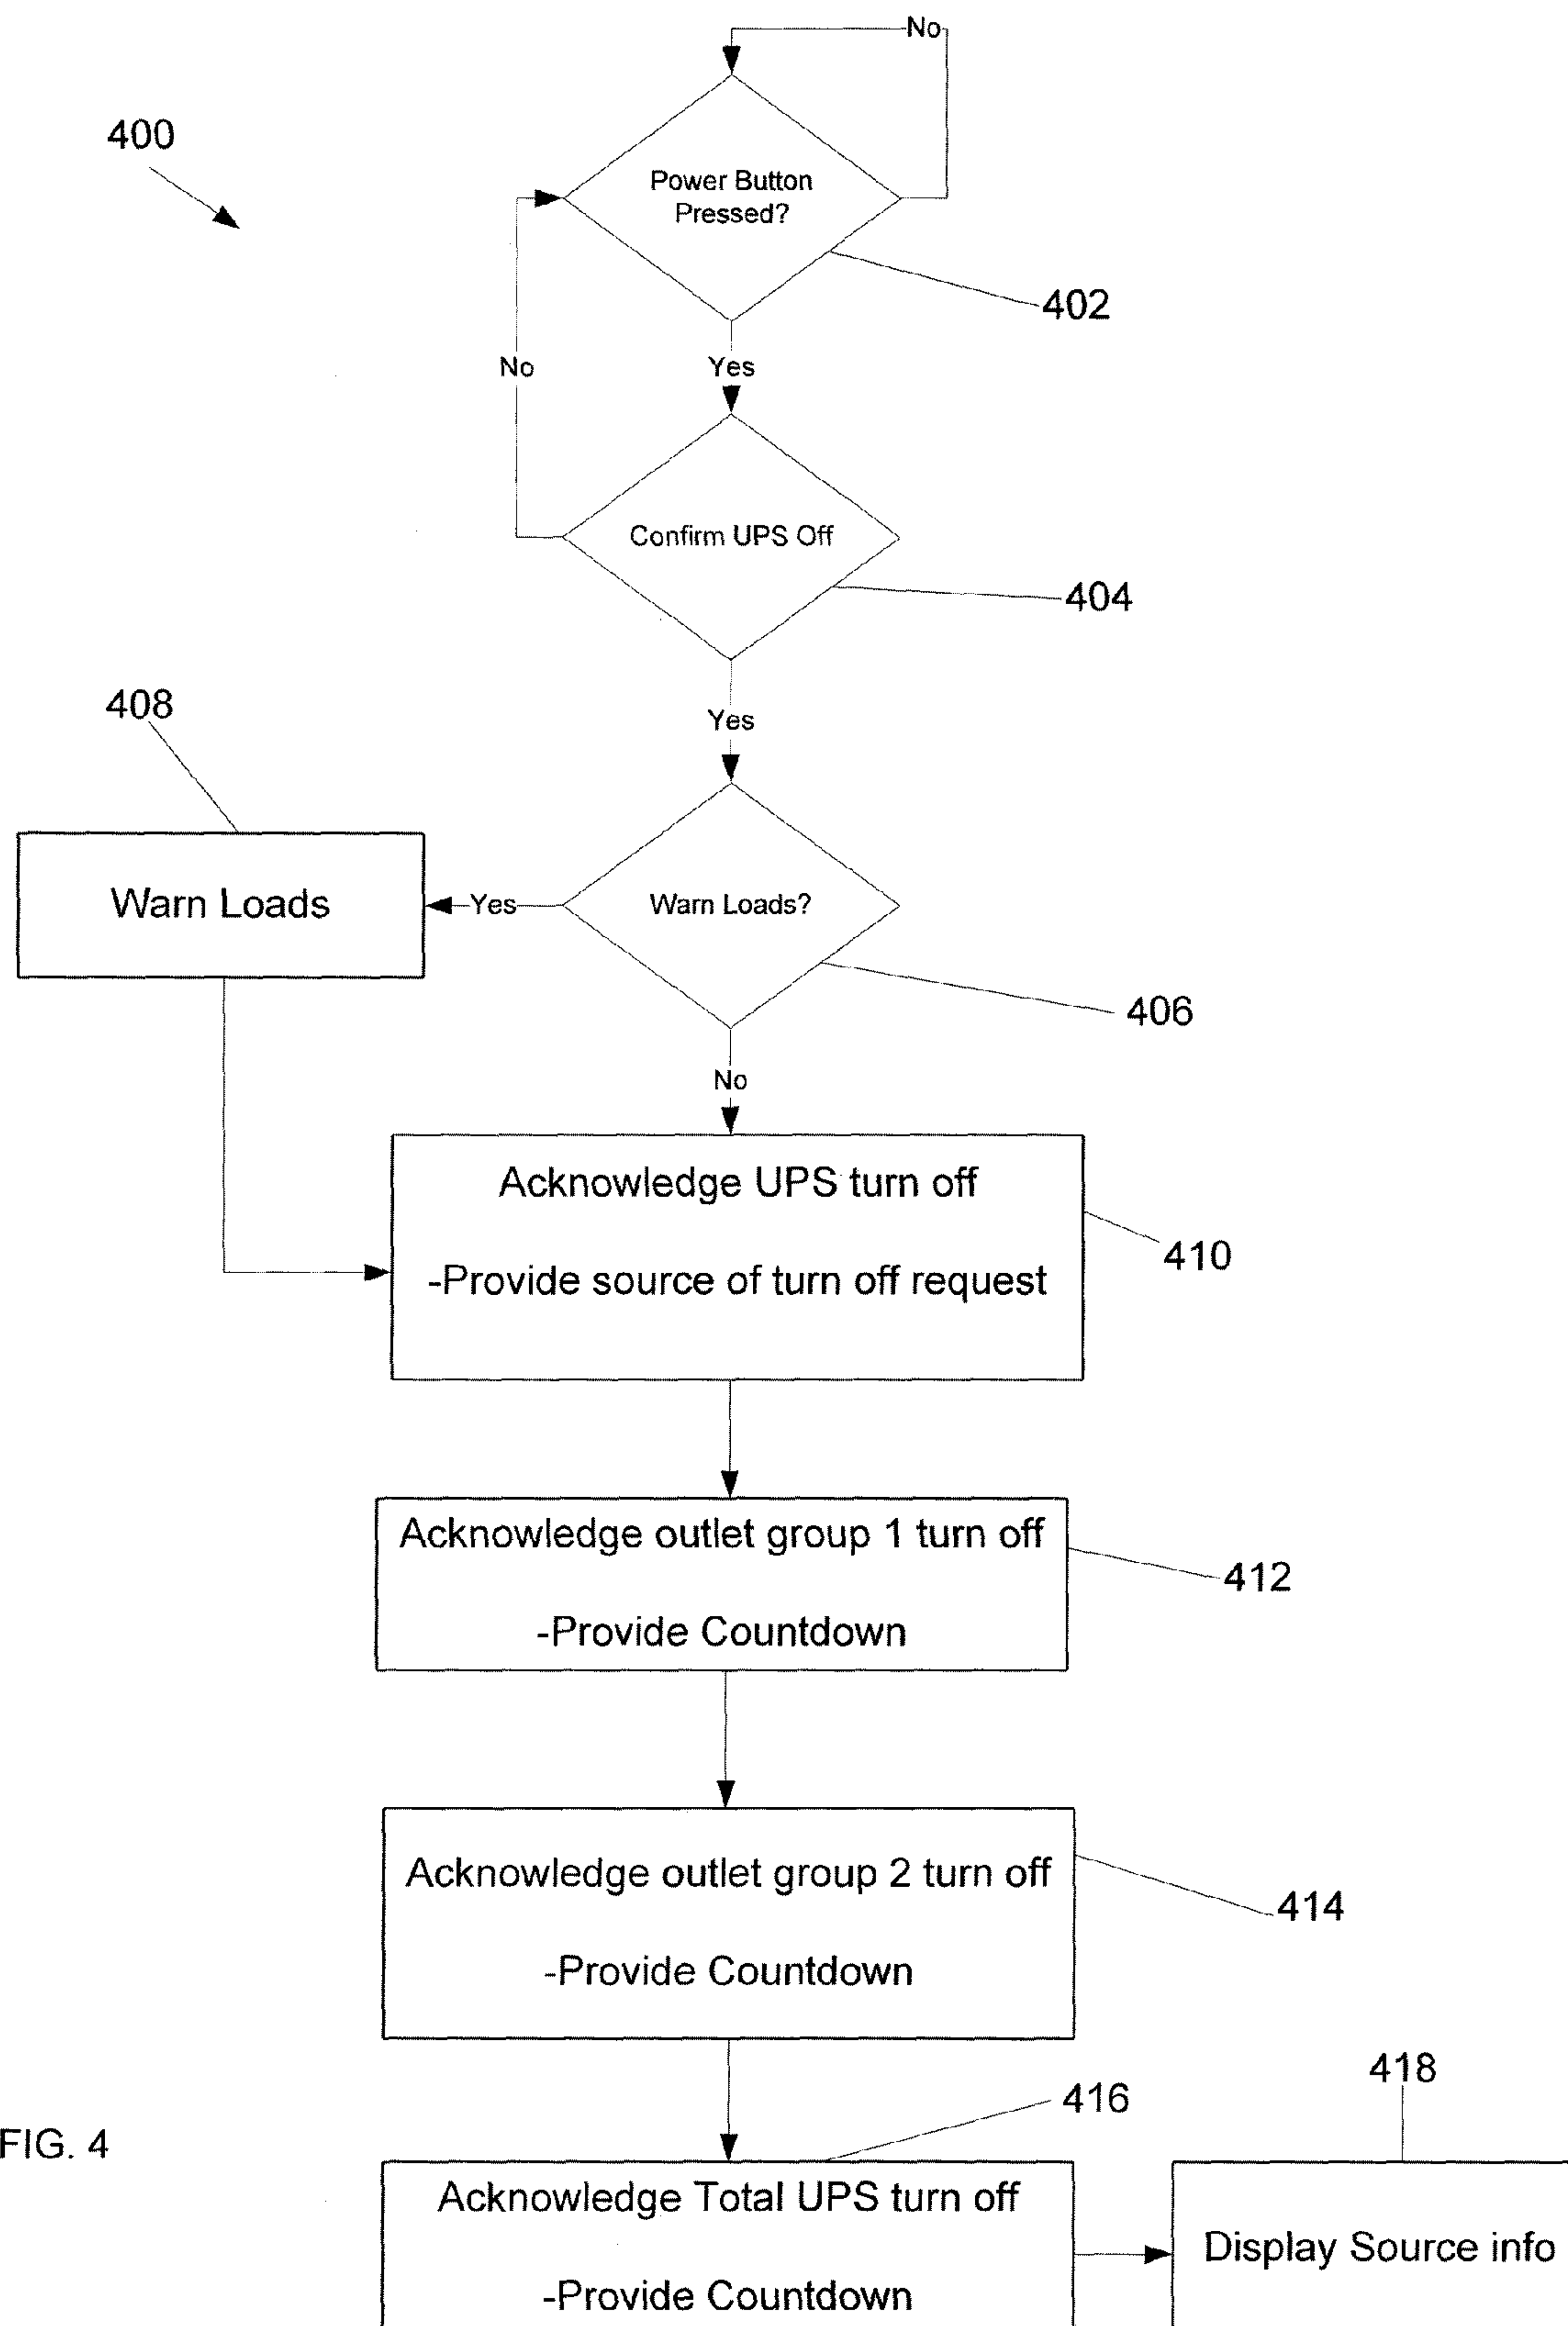 No
400
Power Button
Pressed?
402
No
Yes
Confirm UPS Off
404
408
Yes
Warn Loads
Yes
Warn Loads?
406
No
Acknowledge UPS turn off
-Provide source of turn off request
410
Acknowledge outlet group 1 turn off
-Provide Countdown
412
Acknowledge outlet group 2 turn off
-Provide Countdown
414
418
416
FIG. 4
Acknowledge Total UPS turn off
-Provide Countdown
Display Source info